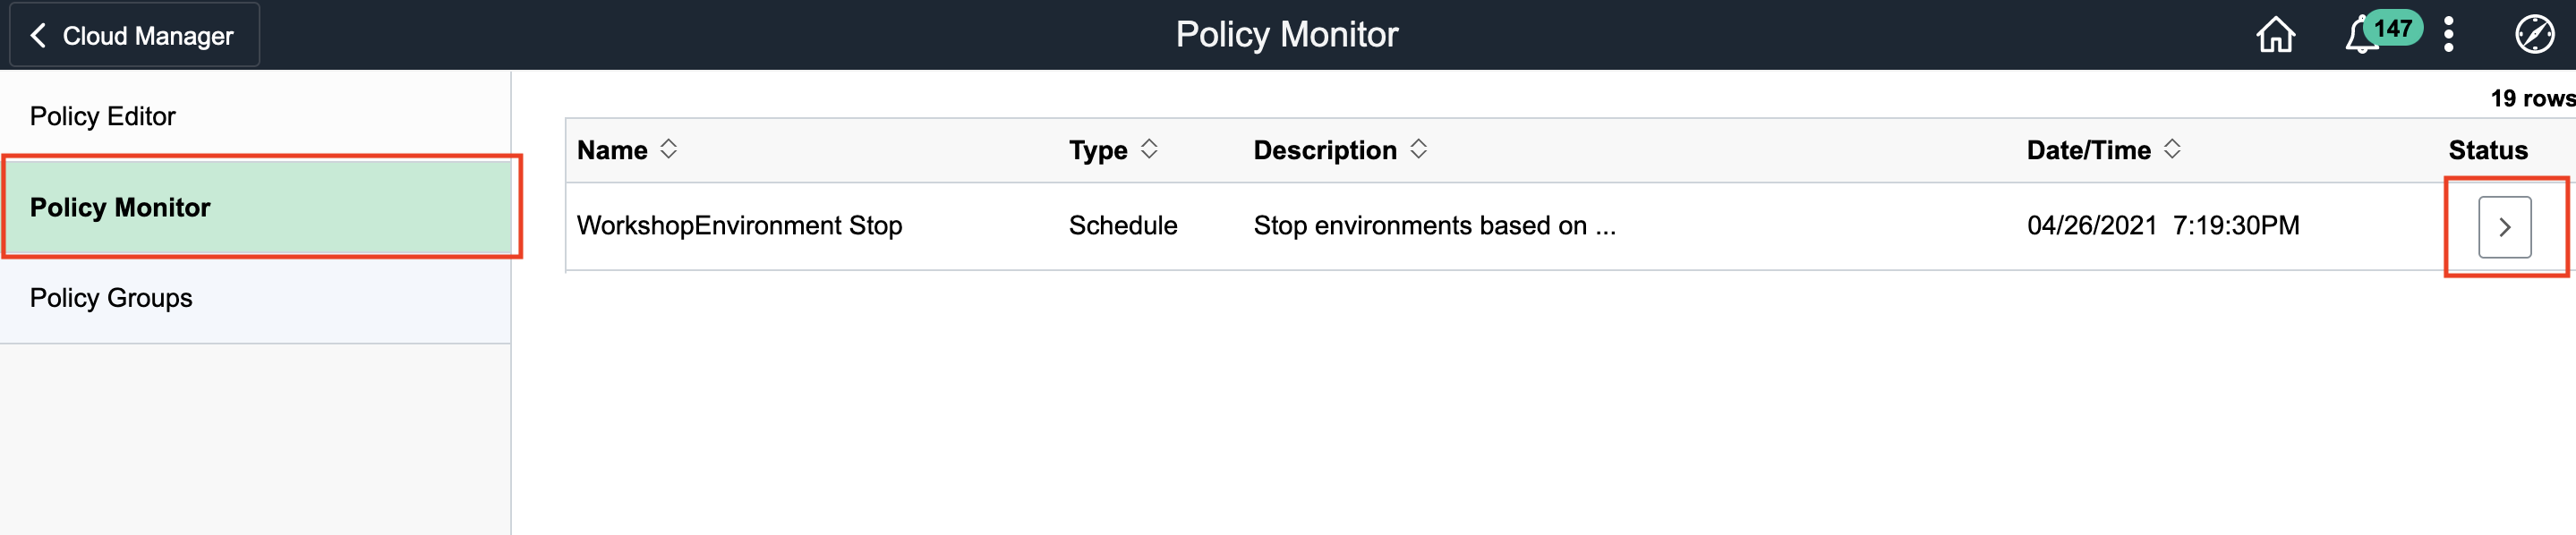 Cloud Manager
Policy Monitor
147
Policy Editor
Policy Monitor
Policy Groups
19 rows
Name Type Description Date/Time Status
WorkshopEnvironment Stop Schedule Stop environments based on ... 04/26/2021 7:19:30PM